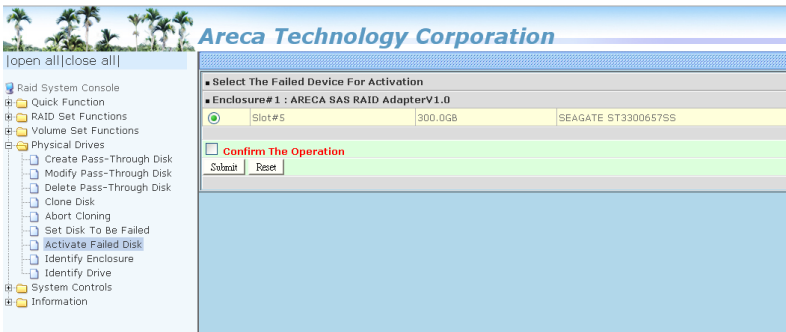 Areca Technology Corporation
|open all|close all|
Raid System Console
Quick Function
RAID Set Functions
Volume Set Functions
Physical Drives
Create Pass-Through Disk
Modify Pass-Through Disk
Delete Pass-Through Disk
Clone Disk
Abort Cloning
Set Disk To Be Failed
Activate Failed Disk
Identify Enclosure
Identify Drive
System Controls
Information
Select The Failed Device For Activation
Enclosure#1 : ARECA SAS RAID AdapterV1.0
Slot#5 300.0GB SEAGATE ST3300657SS
Confirm The Operation
Submit Reset